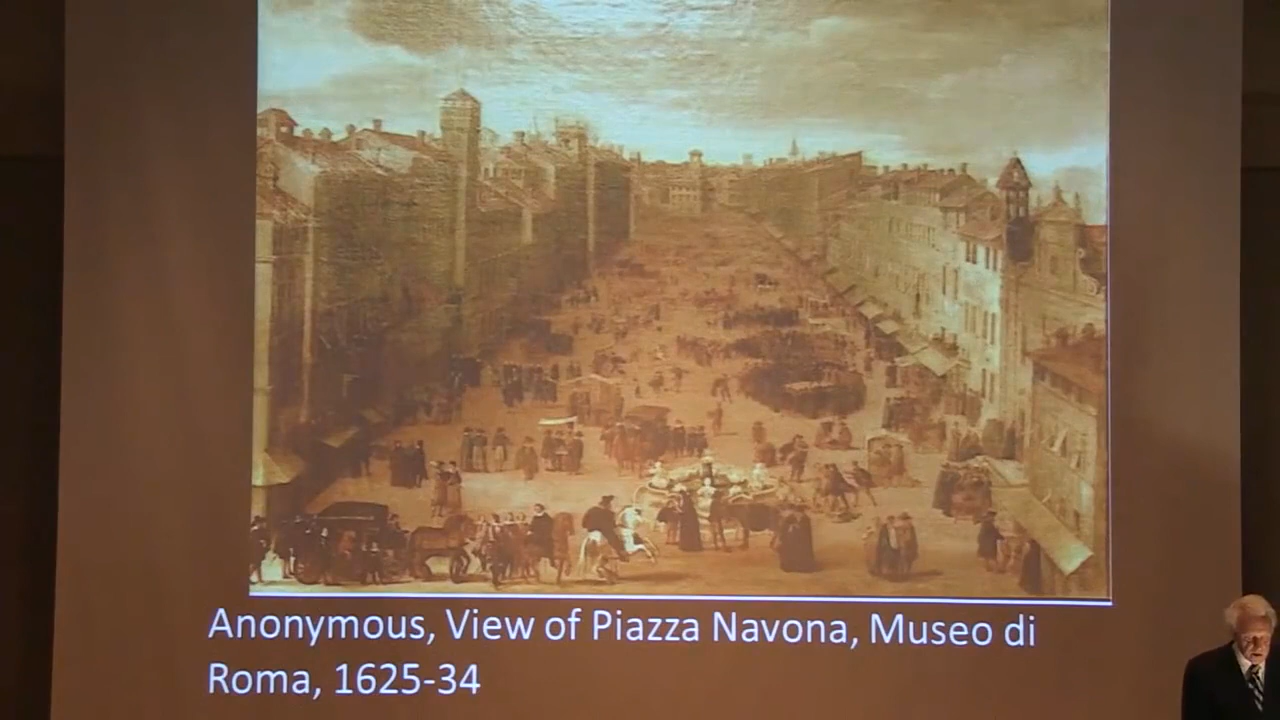 Anonymous, View of Piazza Navona, Museo di
Roma, 1625-34